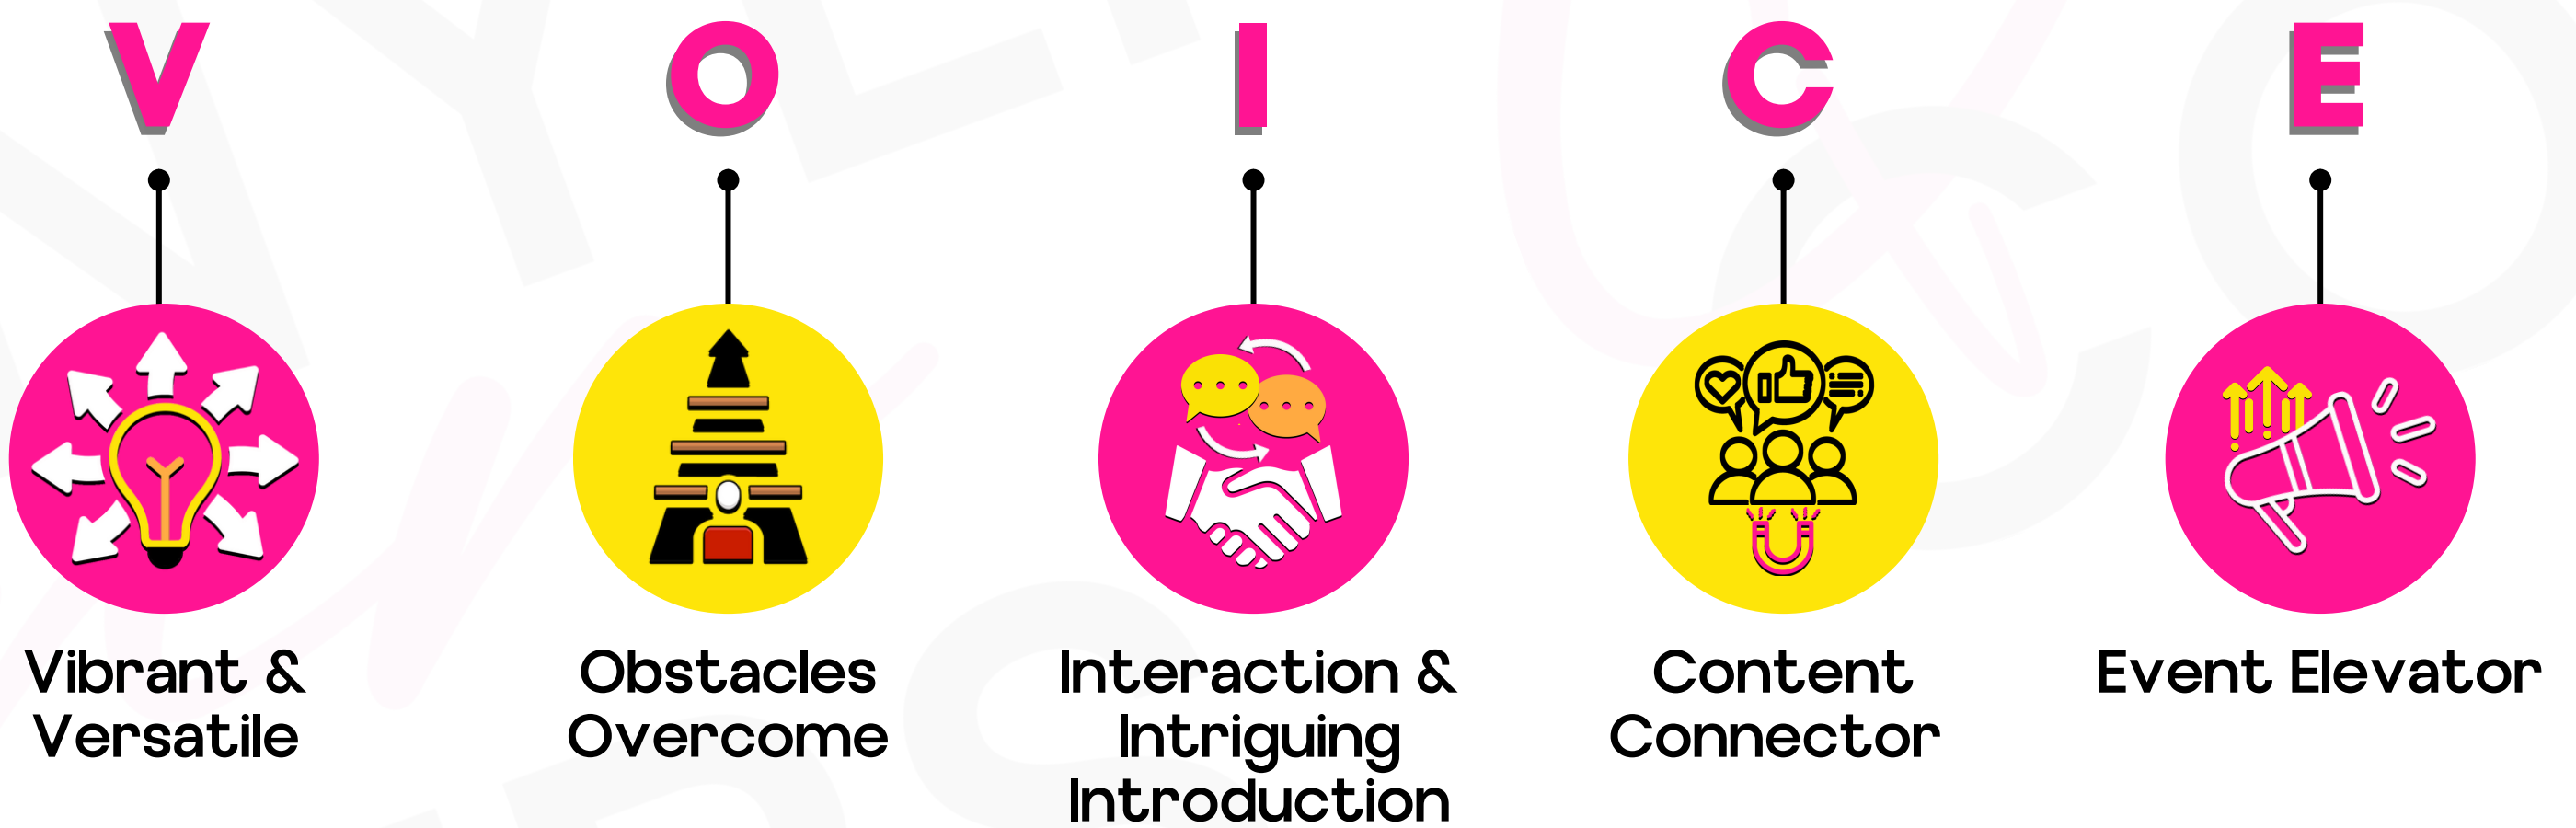 V O I C E
Vibrant &
Versatile
Obstacles
Overcome
Interaction &
Intriguing
Introduction
Content
Connector
Event Elevator